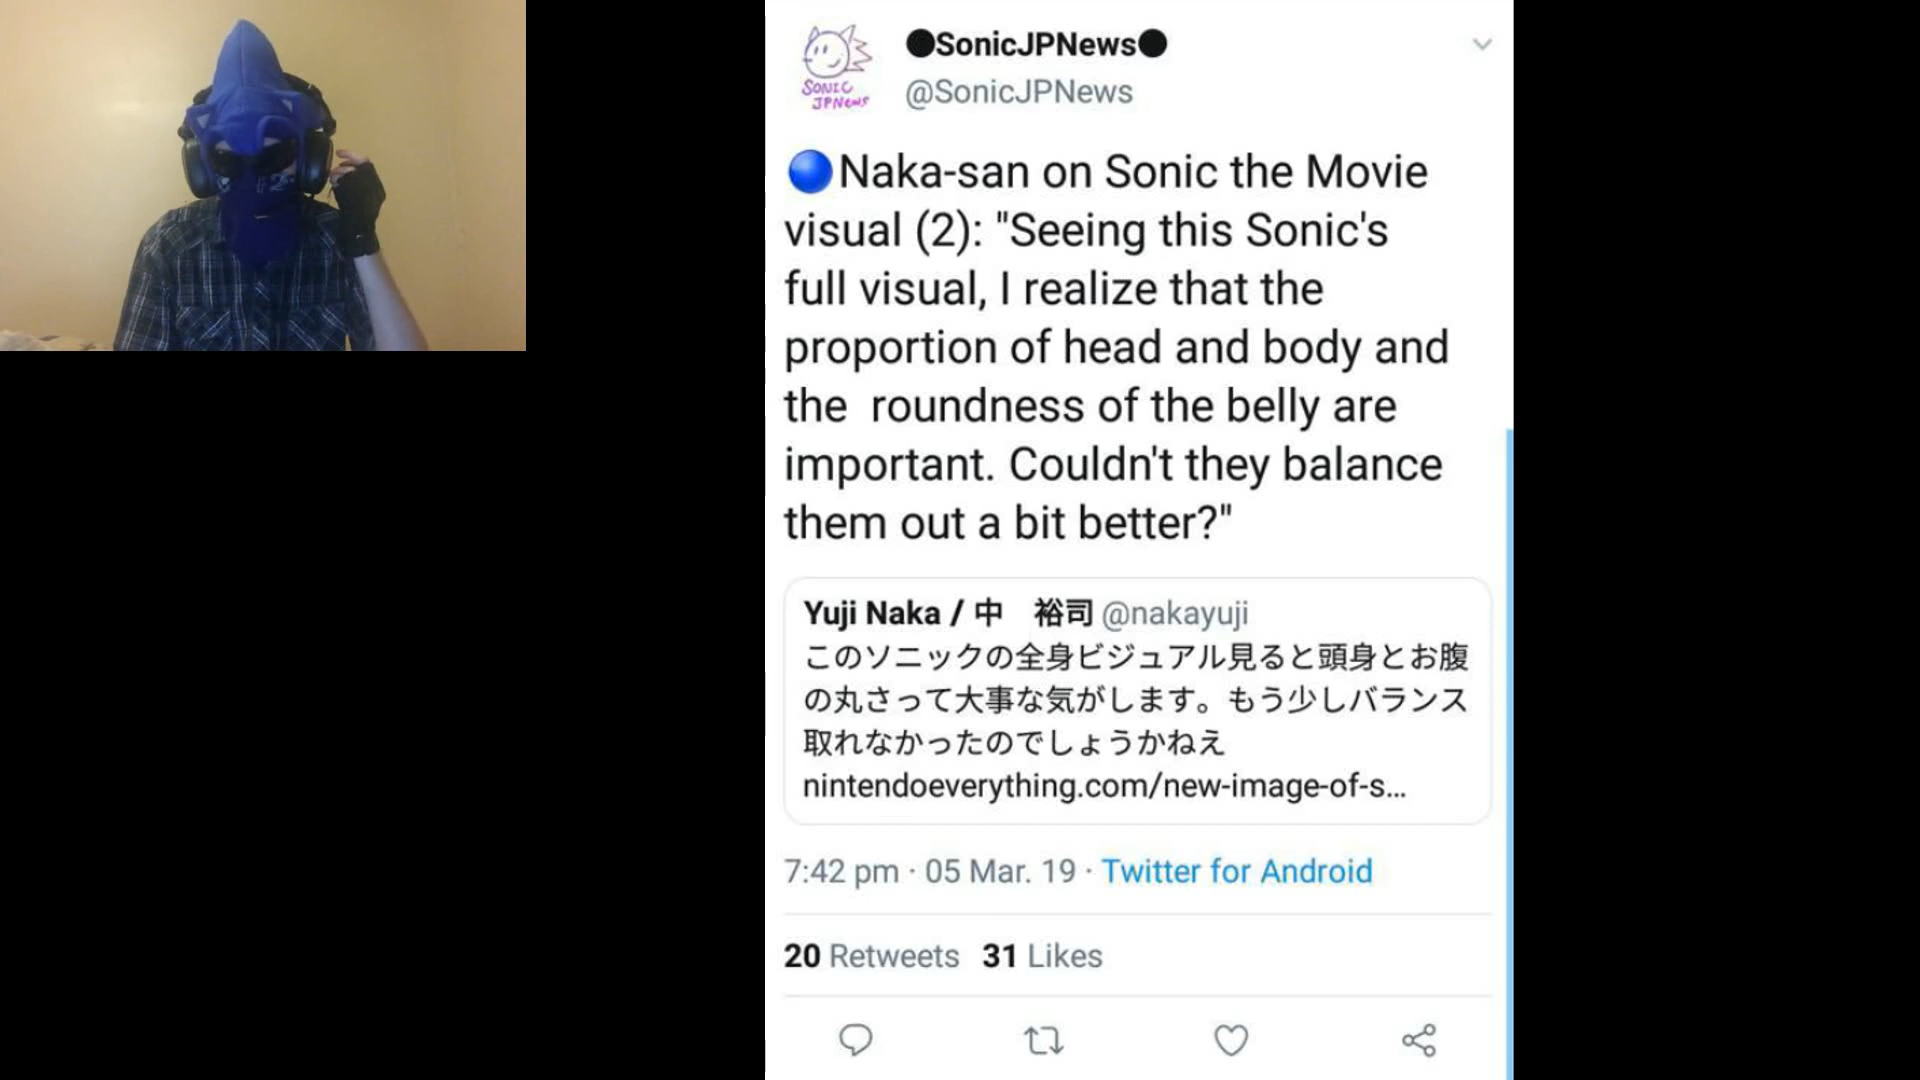 SONIC
JPNews
●SonicJPNews●
@SonicJPNews
🔵Naka-san on Sonic the Movie
visual (2): "Seeing this Sonic's
full visual, I realize that the
proportion of head and body and
the roundness of the belly are
important. Couldn't they balance
them out a bit better?"
Yuji Naka / 中　裕司 @nakayuji
このソニックの全身ビジュアル見ると頭身とお腹
の丸さって大事な気がします。もう少しバランス
取れなかったのでしょうかねえ
nintendoeverything.com/new-image-of-s...
7:42 pm · 05 Mar. 19 · Twitter for Android
20 Retweets 31 Likes